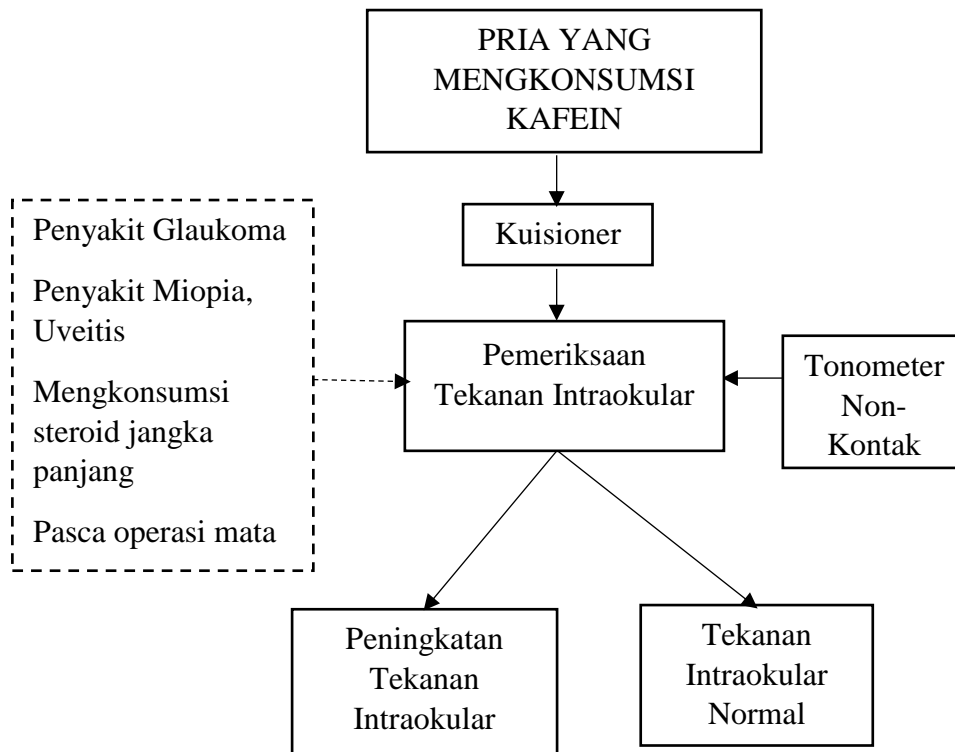 PRIA YANG
MENGKONSUMSI
KAFEIN
Kuisioner
Penyakit Glaukoma
Penyakit Miopia,
Uveitis
Mengkonsumsi
steroid jangka
panjang
Pasca operasi mata
Pemeriksaan
Tekanan Intraokular
Tonometer
Non-
Kontak
Peningkatan
Tekanan
Intraokular
Tekanan
Intraokular
Normal